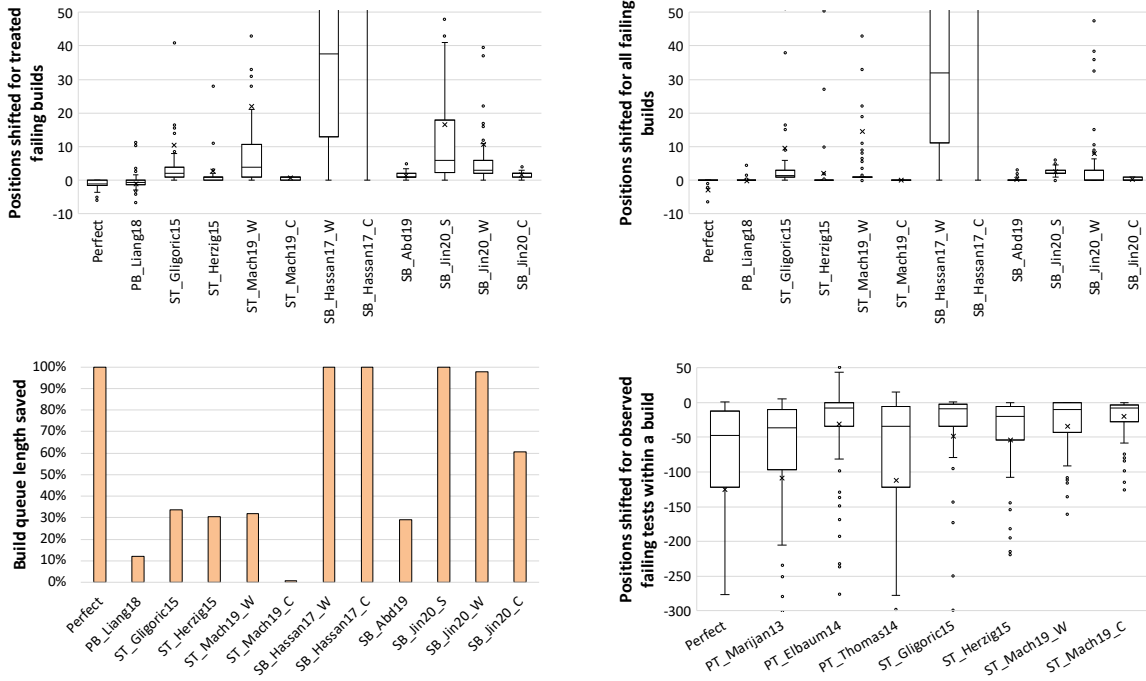 Positions shifted for treated
failing builds
50
40
30
20
10
0
-10
Perfect
PB_Liang18
ST_Gligoric15
ST_Herzig15
ST_Mach19_W
ST_Mach19_C
SB_Hassan17_W
SB_Hassan17_C
SB_Abd19
SB_Jin20_S
SB_Jin20_W
SB_Jin20_C
Positions shifted for all failing
builds
50
40
30
20
10
0
-10
Perfect
PB_Liang18
ST_Gligoric15
ST_Herzig15
ST_Mach19_W
ST_Mach19_C
SB_Hassan17_W
SB_Hassan17_C
SB_Abd19
SB_Jin20_S
SB_Jin20_W
SB_Jin20_C
Build queue length saved
100%
90%
80%
70%
60%
50%
40%
30%
20%
10%
0%
Perfect
PB_Liang18
ST_Gligoric15
ST_Herzig15
ST_Mach19_W
ST_Mach19_C
SB_Hassan17_W
SB_Hassan17_C
SB_Abd19
SB_Jin20_S
SB_Jin20_W
SB_Jin20_C
Positions shifted for observed
failing tests within a build
50
0
-50
-100
-150
-200
-250
-300
Perfect
PT_Marijan13
PT_Elbaum14
PT_Thomas14
ST_Gligoric15
ST_Herzig15
ST_Mach19_W
ST_Mach19_C